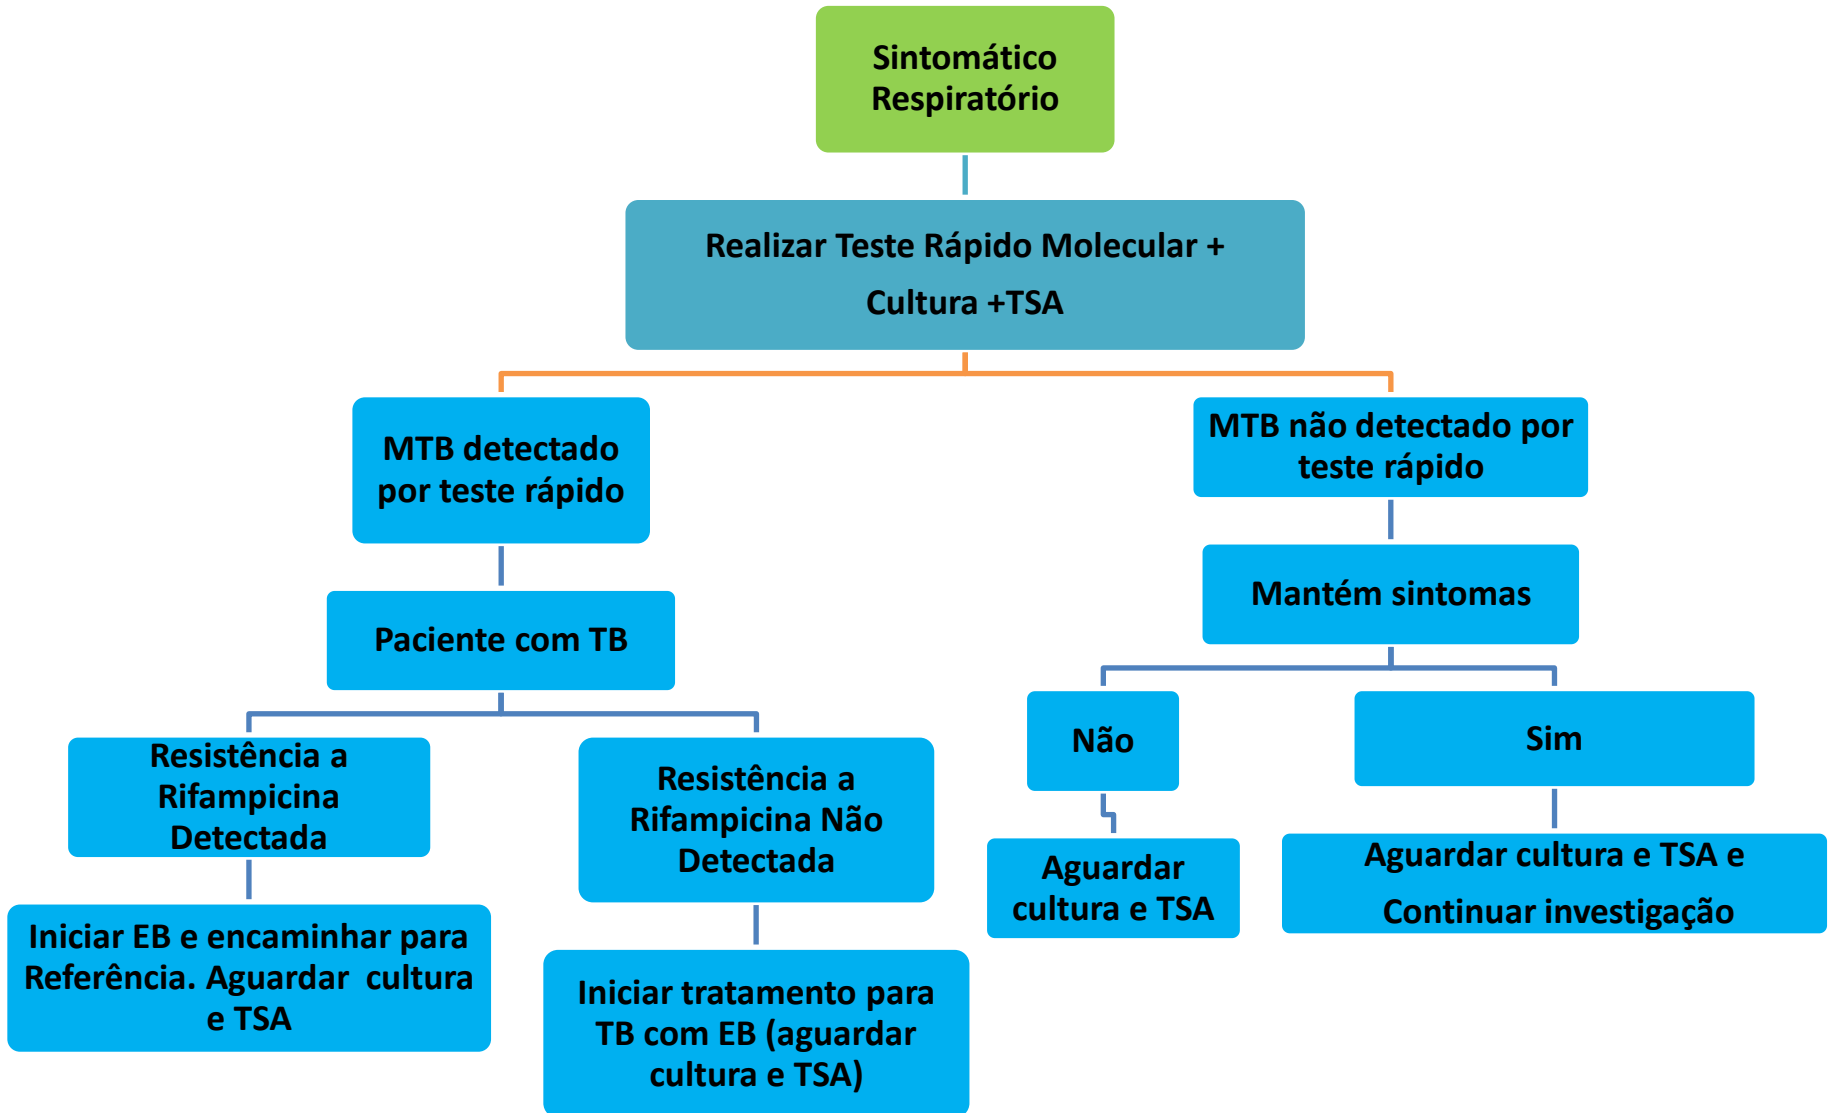 Sintomático
Respiratório
Realizar Teste Rápido Molecular +
Cultura +TSA
MTB detectado
por teste rápido
MTB não detectado por
teste rápido
Paciente com TB
Mantém sintomas
Resistência a
Rifampicina
Detectada
Resistência a
Rifampicina Não
Detectada
Não
Sim
Iniciar EB e encaminhar para
Referência. Aguardar cultura
e TSA
Iniciar tratamento para
TB com EB (aguardar
cultura e TSA)
Aguardar
cultura e TSA
Aguardar cultura e TSA e
Continuar investigação